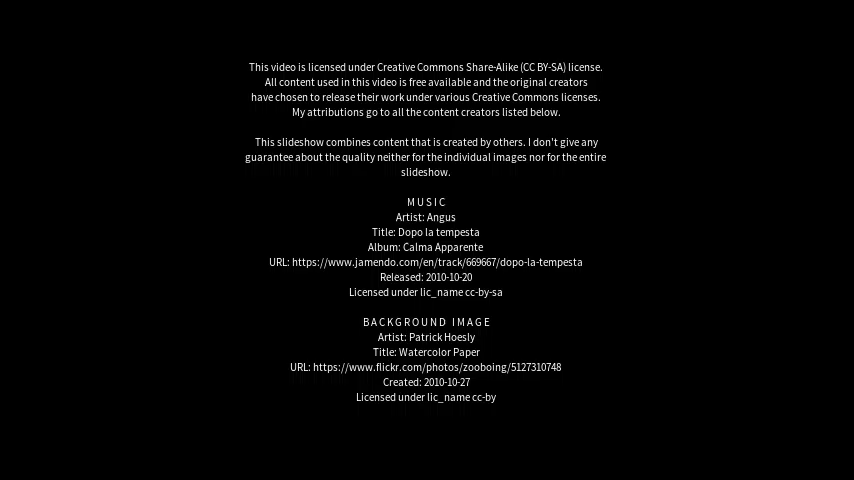 This video is licensed under Creative Commons Share-Alike (CC BY-SA) license.
All content used in this video is free available and the original creators
have chosen to release their work under various Creative Commons licenses.
My attributions go to all the content creators listed below.
This slideshow combines content that is created by others. I don't give any
guarantee about the quality neither for the individual images nor for the entire
slideshow.
MUSIC
Artist: Angus
Title: Dopo la tempesta
Album: Calma Apparente
URL: https://www.jamendo.com/en/track/669667/dopo-la-tempesta
Released: 2010-10-20
Licensed under lic_name cc-by-sa
BACKGROUND IMAGE
Artist: Patrick Hoesly
Title: Watercolor Paper
URL: https://www.flickr.com/photos/zooboing/5127310748
Created: 2010-10-27
Licensed under lic_name cc-by